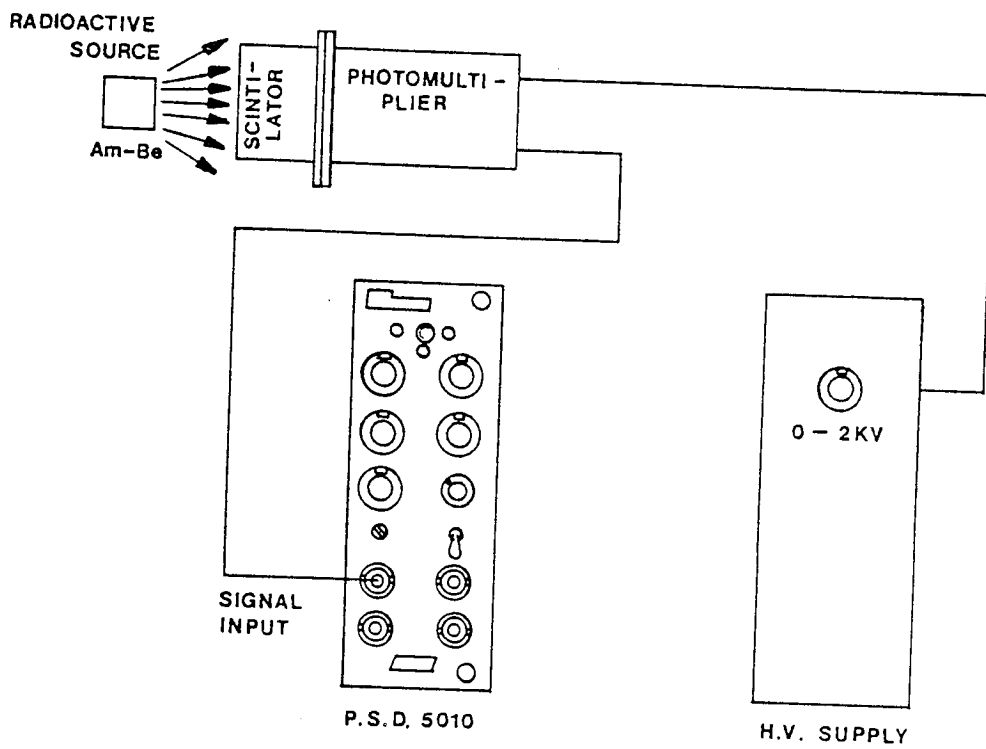 RADIOACTIVE
SOURCE
Am-Be
SCINTI-
LATOR
PHOTOMULTI-
PLIER
SIGNAL
INPUT
P.S.D. 5010
0-2KV
H.V. SUPPLY